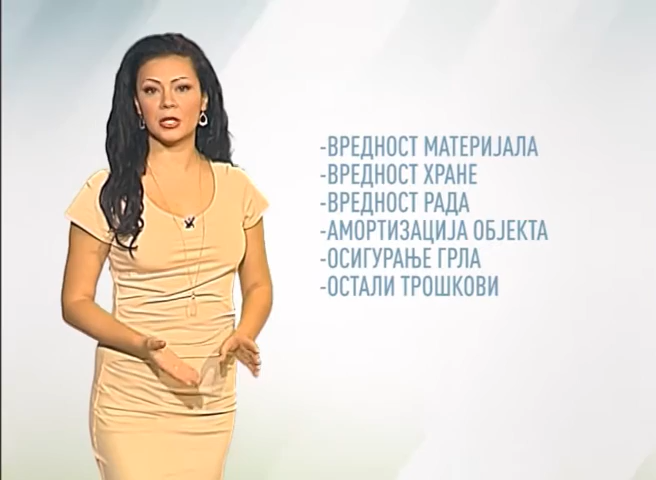 -ВРЕДНОСТ МАТЕРИЈАЛА
-ВРЕДНОСТ ХРАНЕ
-ВРЕДНОСТ РАДА
-АМОРТИЗАЦИЈА ОБЈЕКТА
-ОСИГУРАЊЕ ГРЛА
-ОСТАЛИ ТРОШКОВИ